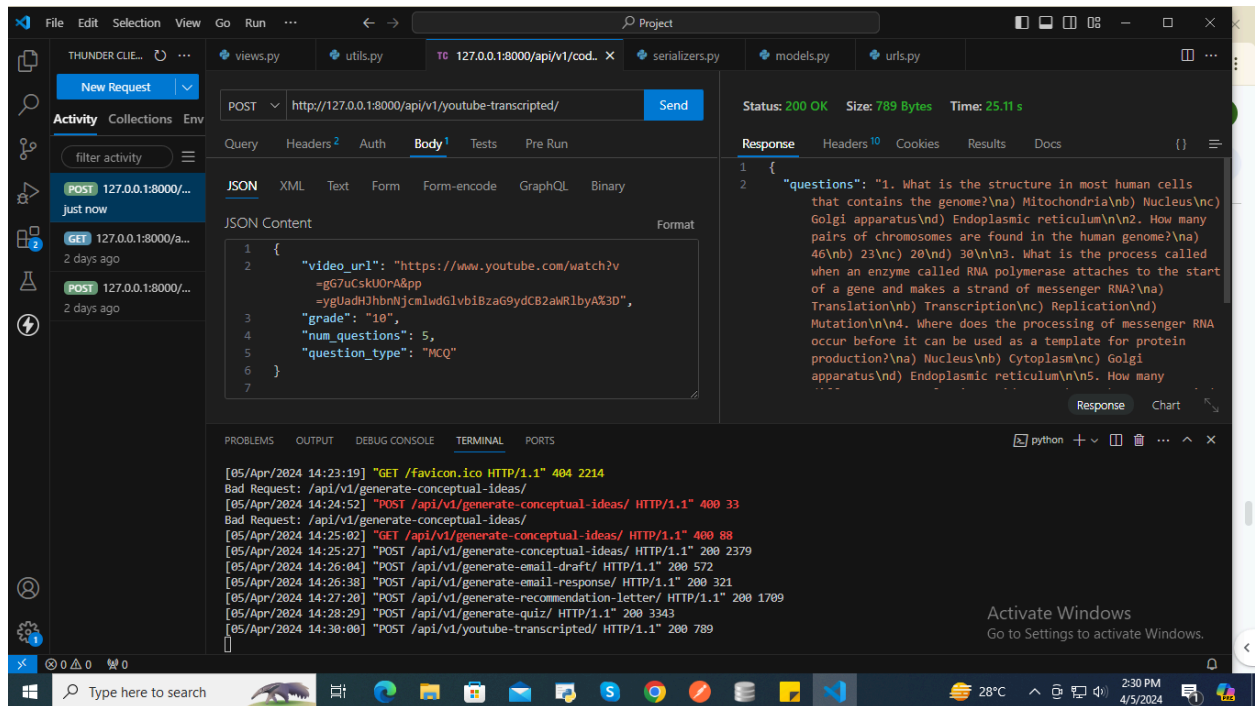 File Edit Selection View Go Run ··· ← → Project
THUNDER CLIE... ···
views.py utils.py TC 127.0.0.1:8000/api/v1/cod.. × serializers.py models.py urls.py ···
New Request
Activity Collections Env
filter activity
POST 127.0.0.1:8000/...
just now
GET 127.0.0.1:8000/a...
2 days ago
POST 127.0.0.1:8000/...
2 days ago
POST http://127.0.0.1:8000/api/v1/youtube-transcripted/ Send
Query Headers 2 Auth Body 1 Tests Pre Run
JSON XML Text Form Form-encode GraphQL Binary
JSON Content Format
1 {
2 "video_url": "https://www.youtube.com/watch?v
=gG7uCskUOrA&pp
=ygUadHJhbnNjcmlwdGlvbiBzaG9ydCB2aWRlbyA%3D",
3 "grade": "10",
4 "num_questions": 5,
5 "question_type": "MCQ"
6 }
7
Status: 200 OK Size: 789 Bytes Time: 25.11 s
Response Headers 10 Cookies Results Docs {}
1 {
2 "questions": "1. What is the structure in most human cells
that contains the genome?\na) Mitochondria\nb) Nucleus\nc)
Golgi apparatus\nd) Endoplasmic reticulum\n\n2. How many
pairs of chromosomes are found in the human genome?\na)
46\nb) 23\nc) 20\nd) 30\n\n3. What is the process called
when an enzyme called RNA polymerase attaches to the start
of a gene and makes a strand of messenger RNA?\na)
Translation\nb) Transcription\nc) Replication\nd)
Mutation\n\n4. Where does the processing of messenger RNA
occur before it can be used as a template for protein
production?\na) Nucleus\nb) Cytoplasm\nc) Golgi
apparatus\nd) Endoplasmic reticulum\n\n5. How many
Response Chart
PROBLEMS OUTPUT DEBUG CONSOLE TERMINAL PORTS python
[05/Apr/2024 14:23:19] "GET /favicon.ico HTTP/1.1" 404 2214
Bad Request: /api/v1/generate-conceptual-ideas/
[05/Apr/2024 14:24:52] "POST /api/v1/generate-conceptual-ideas/ HTTP/1.1" 400 33
Bad Request: /api/v1/generate-conceptual-ideas/
[05/Apr/2024 14:25:02] "GET /api/v1/generate-conceptual-ideas/ HTTP/1.1" 400 88
[05/Apr/2024 14:25:27] "POST /api/v1/generate-conceptual-ideas/ HTTP/1.1" 200 2379
[05/Apr/2024 14:26:04] "POST /api/v1/generate-email-draft/ HTTP/1.1" 200 572
[05/Apr/2024 14:26:38] "POST /api/v1/generate-email-response/ HTTP/1.1" 200 321
[05/Apr/2024 14:27:20] "POST /api/v1/generate-recommendation-letter/ HTTP/1.1" 200 1709
[05/Apr/2024 14:28:29] "POST /api/v1/generate-quiz/ HTTP/1.1" 200 3343
[05/Apr/2024 14:30:00] "POST /api/v1/youtube-transcripted/ HTTP/1.1" 200 789
Activate Windows
Go to Settings to activate Windows.
2
1
0 0 0
Type here to search 28°C 2:30 PM
4/5/2024 1